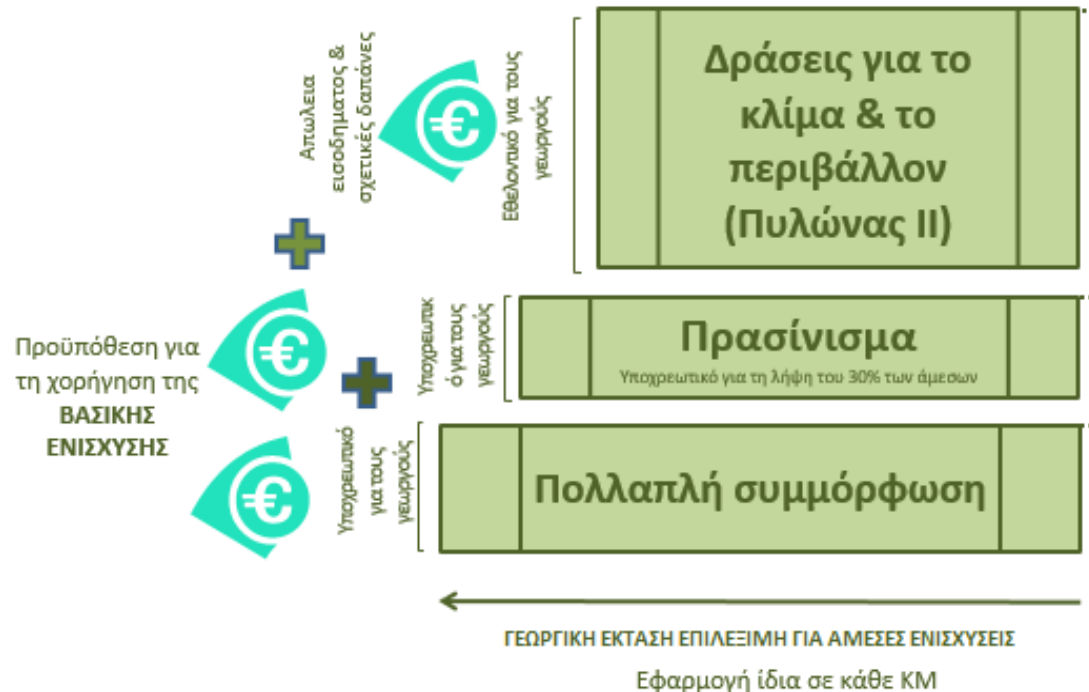 Απωλεια
εισοδηματος &
σχετικές δαπάνες
€
Εθελοντικό για τους
γεωργούς
Δράσεις για το
κλίμα & το
περιβάλλον
(Πυλώνας ΙΙ)
Προϋπόθεση για
τη χορήγηση της
ΒΑΣΙΚΗΣ
ΕΝΙΣΧΥΣΗΣ
€
Υποχρεωτικ
ό για τους
γεωργούς
Πρασίνισμα
Υποχρεωτικό για τη λήψη του 30% των άμεσων
€
Υποχρεωτικό
για τους
γεωργούς
Πολλαπλή συμμόρφωση
ΓΕΩΡΓΙΚΗ ΕΚΤΑΣΗ ΕΠΙΛΕΞΙΜΗ ΓΙΑ ΑΜΕΣΕΣ ΕΝΙΣΧΥΣΕΙΣ
Εφαρμογή ίδια σε κάθε ΚΜ